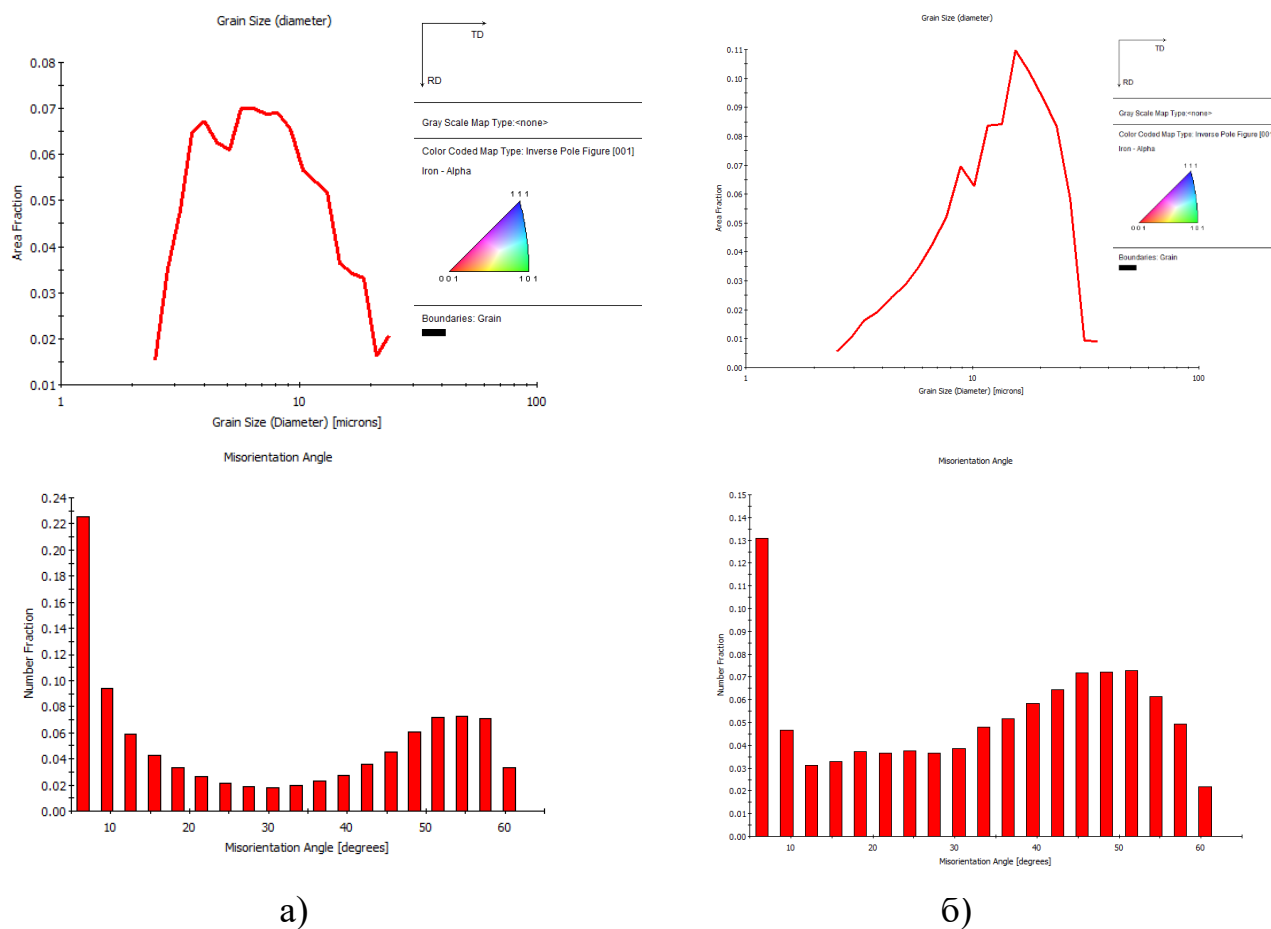 Grain Size (diameter)
TD
RD
0.08
0.07
0.06
0.05
0.04
0.03
0.02
0.01
Area Fraction
1
10
100
Grain Size (Diameter) [microns]
Gray Scale Map Type:<none>
Color Coded Map Type: Inverse Pole Figure [001]
Iron - Alpha
1 1 1
0 0 1
1 0 1
Boundaries: Grain
Grain Size (diameter)
TD
RD
0.11
0.10
0.09
0.08
0.07
0.06
0.05
0.04
0.03
0.02
0.01
0.00
Area Fraction
1
10
100
Grain Size (Diameter) [microns]
Gray Scale Map Type:<none>
Color Coded Map Type: Inverse Pole Figure [00
Iron - Alpha
1 1 1
0 0 1
1 0 1
Boundaries: Grain
Misorientation Angle
0.24
0.22
0.20
0.18
0.16
0.14
0.12
0.10
0.08
0.06
0.04
0.02
0.00
Number Fraction
10
20
30
40
50
60
Misorientation Angle [degrees]
Misorientation Angle
0.15
0.14
0.13
0.12
0.11
0.10
0.09
0.08
0.07
0.06
0.05
0.04
0.03
0.02
0.01
0.00
Number Fraction
10
20
30
40
50
60
Misorientation Angle [degrees]
а)
б)